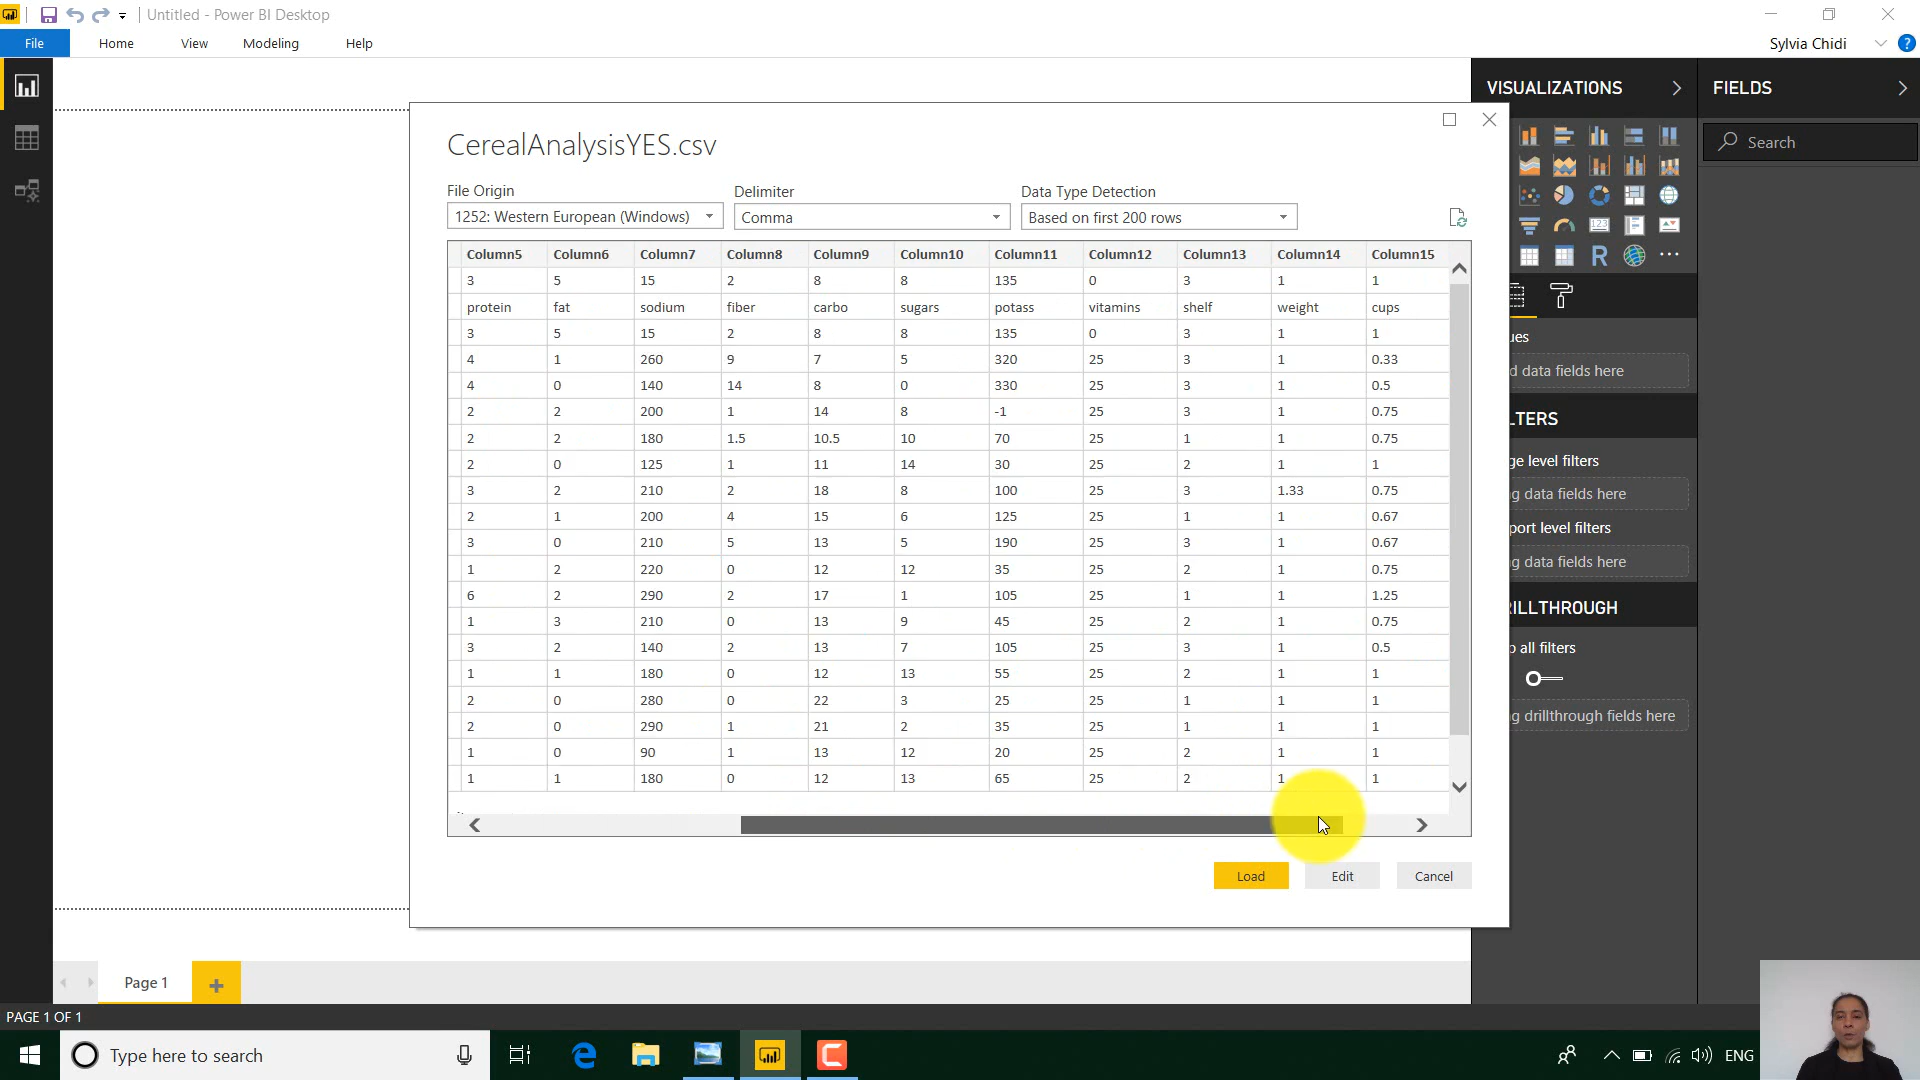 Untitled - Power BI Desktop
File Home View Modeling Help
Sylvia Chidi
VISUALIZATIONS
FIELDS
Search
CerealAnalysisYES.csv
File Origin Delimiter Data Type Detection
1252: Western European (Windows) Comma Based on first 200 rows
Column5 Column6 Column7 Column8 Column9 Column10 Column11 Column12 Column13 Column14 Column15
3 5 15 2 8 8 135 0 3 1 1
protein fat sodium fiber carbo sugars potass vitamins shelf weight cups
3 5 15 2 8 8 135 0 3 1 1
4 1 260 9 7 5 320 25 3 1 0.33
4 0 140 14 8 0 330 25 3 1 0.5
2 2 200 1 14 8 -1 25 3 1 0.75
2 2 180 1.5 10.5 10 70 25 1 1 0.75
2 0 125 1 11 14 30 25 2 1 1
3 2 210 2 18 8 100 25 3 1.33 0.75
2 1 200 4 15 6 125 25 1 1 0.67
3 0 210 5 13 5 190 25 3 1 0.67
1 2 220 0 12 12 35 25 2 1 0.75
6 2 290 2 17 1 105 25 1 1 1.25
1 3 210 0 13 9 45 25 2 1 0.75
3 2 140 2 13 7 105 25 3 1 0.5
1 1 180 0 12 13 55 25 2 1 1
2 0 280 0 22 3 25 25 1 1 1
2 0 290 1 21 2 35 25 1 1 1
1 0 90 1 13 12 20 25 2 1 1
1 1 180 0 12 13 65 25 2 1 1
Load Edit Cancel
123
R
ues
d data fields here
LTERS
ge level filters
g data fields here
port level filters
g data fields here
RILLTHROUGH
p all filters
g drillthrough fields here
Page 1
PAGE 1 OF 1
Type here to search
ENG